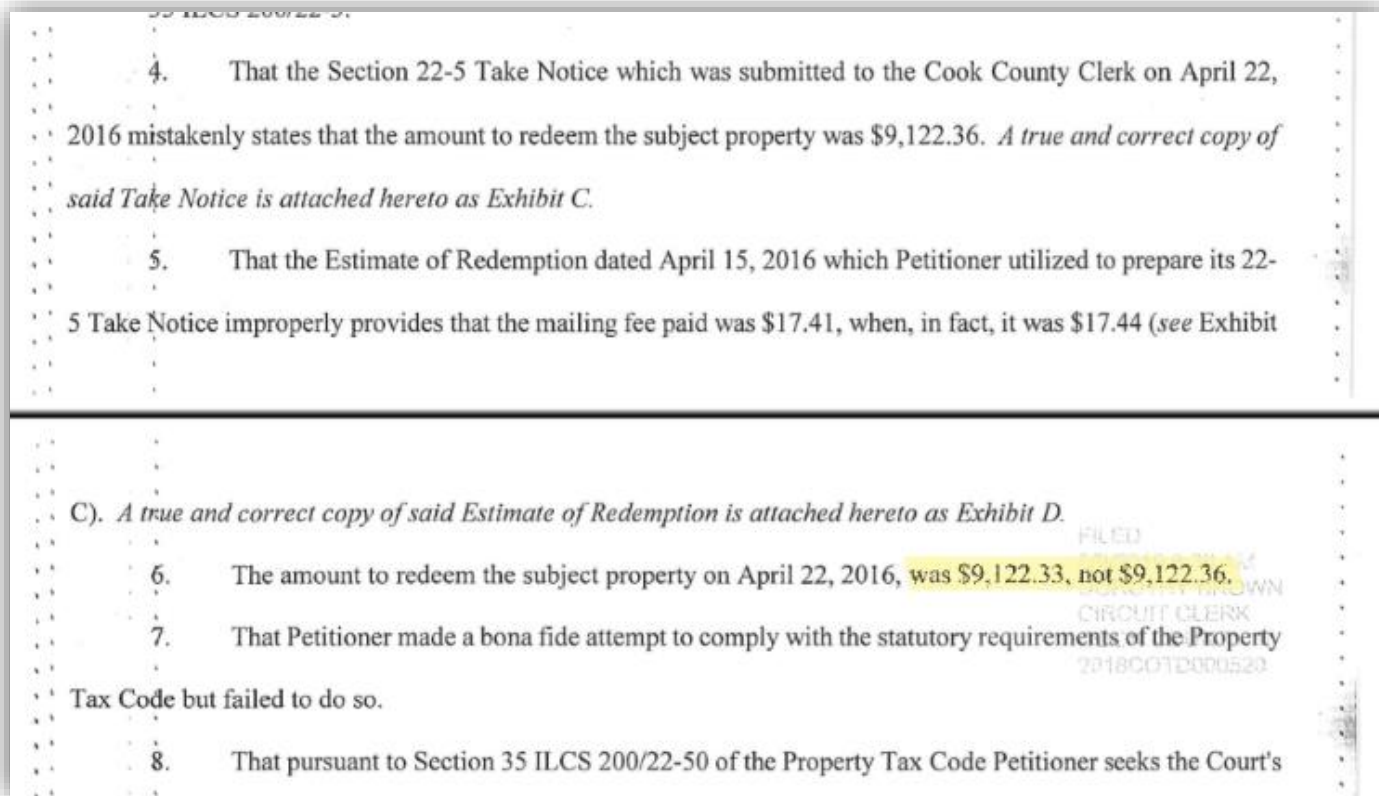 4. That the Section 22-5 Take Notice which was submitted to the Cook County Clerk on April 22,
2016 mistakenly states that the amount to redeem the subject property was $9,122.36. A true and correct copy of
said Take Notice is attached hereto as Exhibit C.
5. That the Estimate of Redemption dated April 15, 2016 which Petitioner utilized to prepare its 22-
5 Take Notice improperly provides that the mailing fee paid was $17.41, when, in fact, it was $17.44 (see Exhibit
C). A true and correct copy of said Estimate of Redemption is attached hereto as Exhibit D.
FILED
6. The amount to redeem the subject property on April 22, 2016, was $9,122.33, not $9,122.36.
CIRCUIT CLERK
7. That Petitioner made a bona fide attempt to comply with the statutory requirements of the Property
2018COTD000520
Tax Code but failed to do so.
8. That pursuant to Section 35 ILCS 200/22-50 of the Property Tax Code Petitioner seeks the Court's